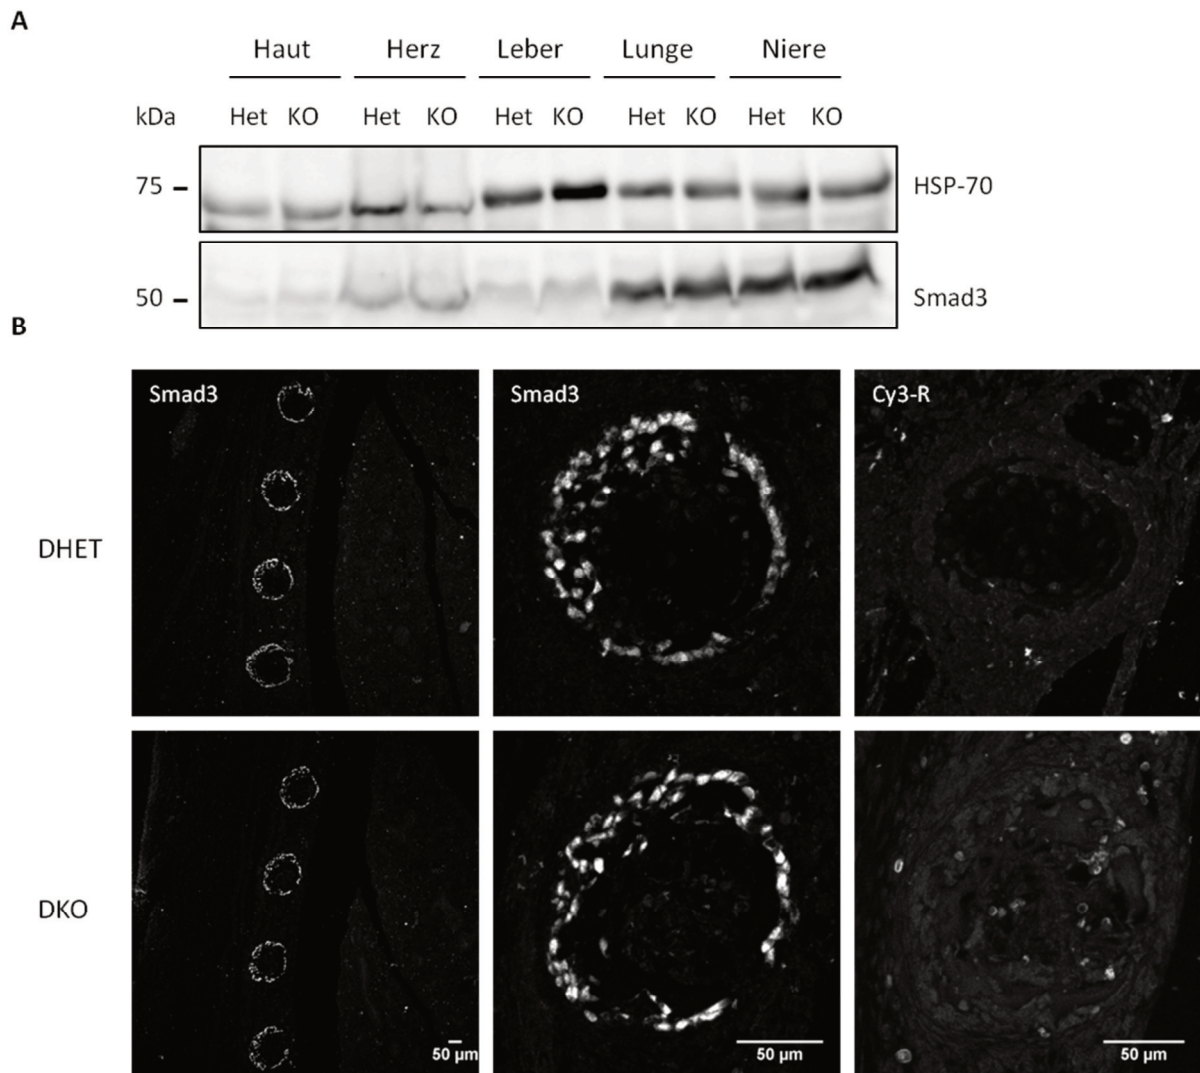 A
Haut Herz Leber Lunge Niere
kDa Het KO Het KO Het KO Het KO Het KO
75 HSP-70
50 Smad3
B
Smad3 Smad3 Cy3-R
DHET
DKO
50 µm 50 µm 50 µm